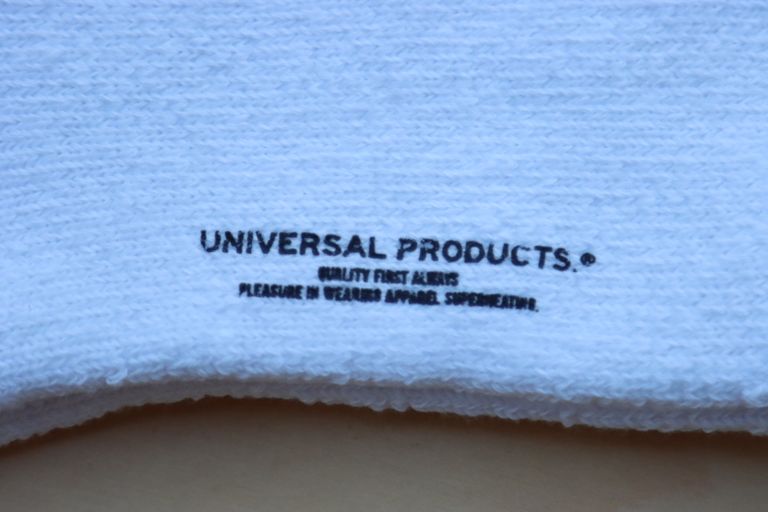 UNIVERSAL PRODUCTS.®
QUALITY FIRST ALWAYS
PLEASURE IN WEARING APPAREL SUPERHEATING.